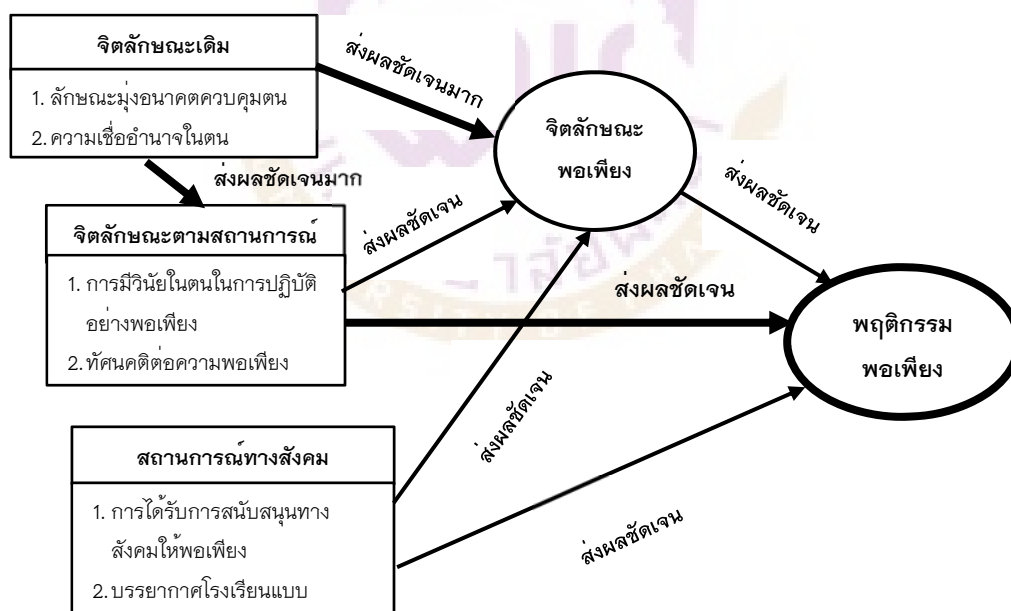 จิตลักษณะเดิม
1. ลักษณะมุ่งอนาคตควบคุมตน
2. ความเชื่ออำนาจในตน
ส่งผลชัดเจนมาก
จิตลักษณะ
พอเพียง
ส่งผลชัดเจนมาก
จิตลักษณะตามสถานการณ์
1. การมีวินัยในตนในการปฏิบัติ
อย่างพอเพียง
2. ทัศนคติต่อความพอเพียง
ส่งผลชัดเจน
ส่งผลชัดเจน
ส่งผลชัดเจน
พฤติกรรม
พอเพียง
สถานการณ์ทางสังคม
1. การได้รับการสนับสนุนทาง
สังคมให้พอเพียง
2. บรรยากาศโรงเรียนแบบ
ส่งผลชัดเจน
ส่งผลชัดเจน